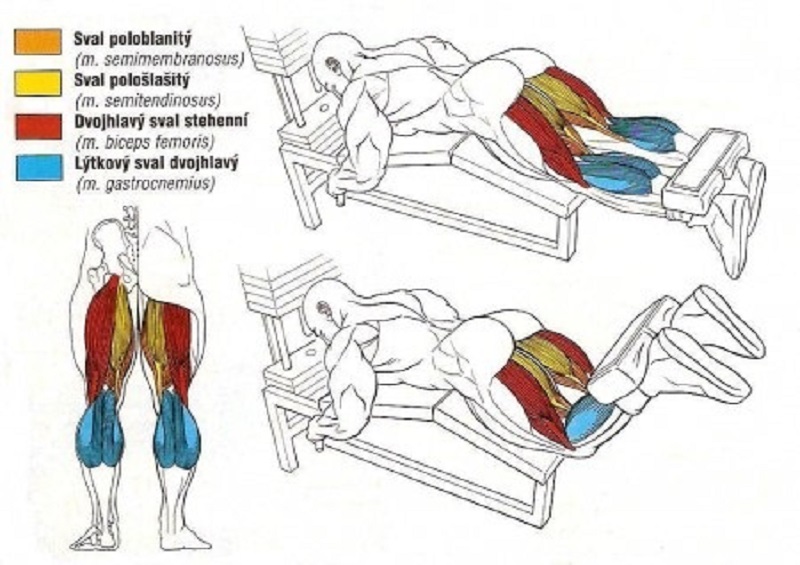 Sval poloblanitý
(m. semimembranosus)
Sval pološlašitý
(m. semitendinosus)
Dvojhlavý sval stehenní
(m. biceps femoris)
Lýtkový sval dvojhlavý
(m. gastrocnemius)